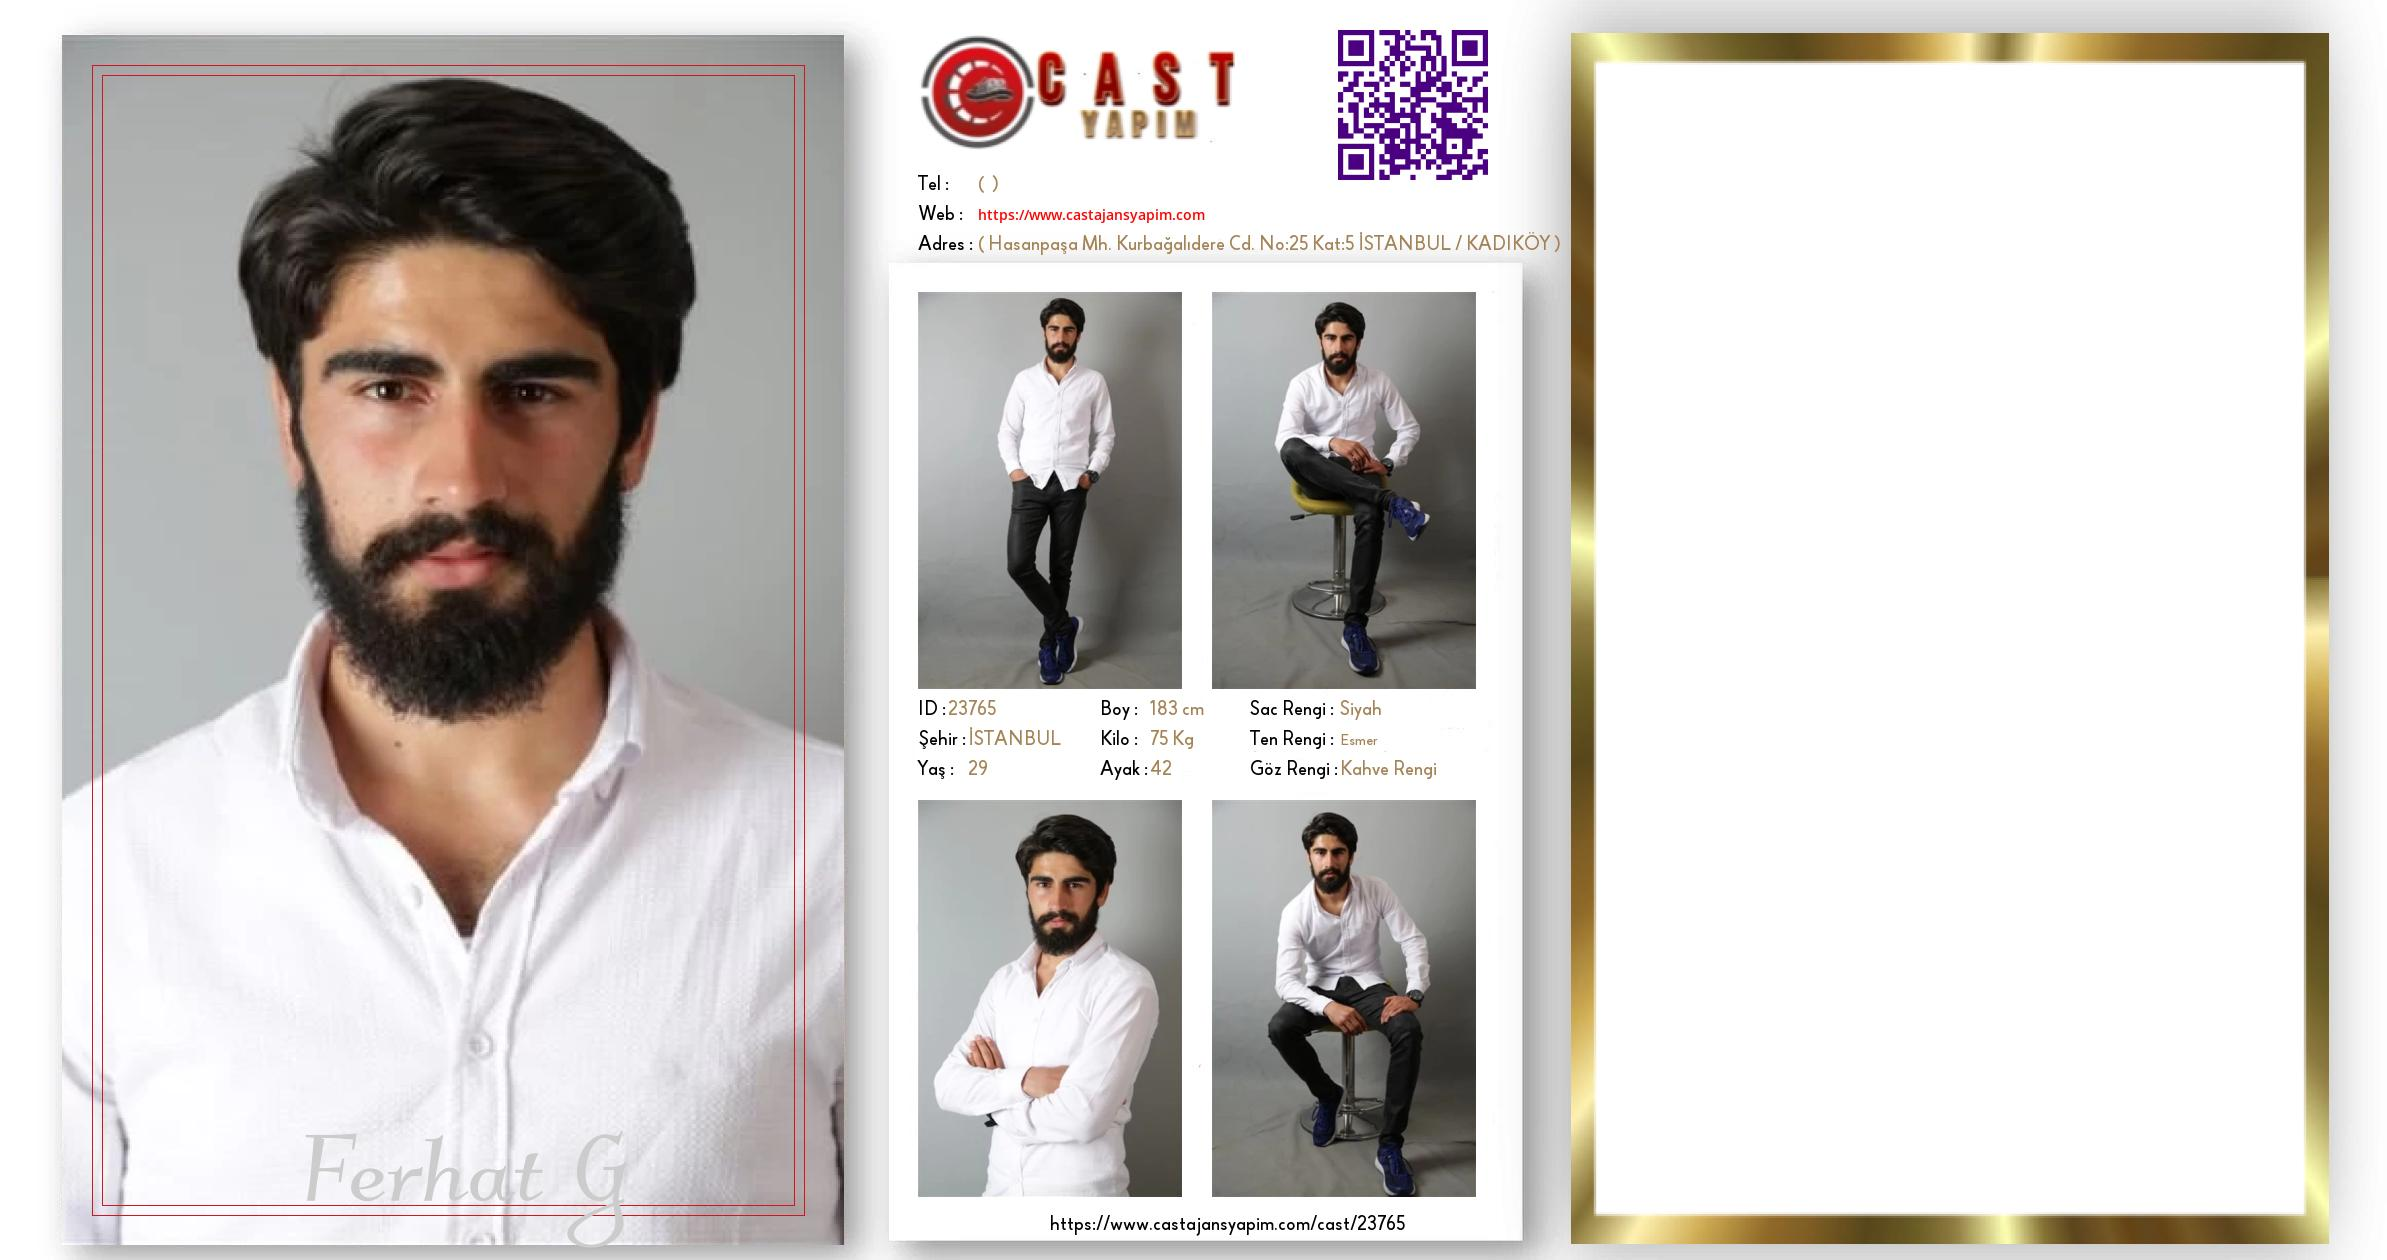 Ferhat G
CAST
YAPIM
Tel : ( )
Web : https://www.castajansyapim.com
Adres : ( Hasanpaşa Mh. Kurbağalıdere Cd. No:25 Kat:5 İSTANBUL / KADIKÖY )
ID : 23765 Boy : 183 cm Sac Rengi : Siyah
Şehir : İSTANBUL Kilo : 75 Kg Ten Rengi : Esmer
Yaş : 29 Ayak : 42 Göz Rengi : Kahve Rengi
https://www.castajansyapim.com/cast/23765